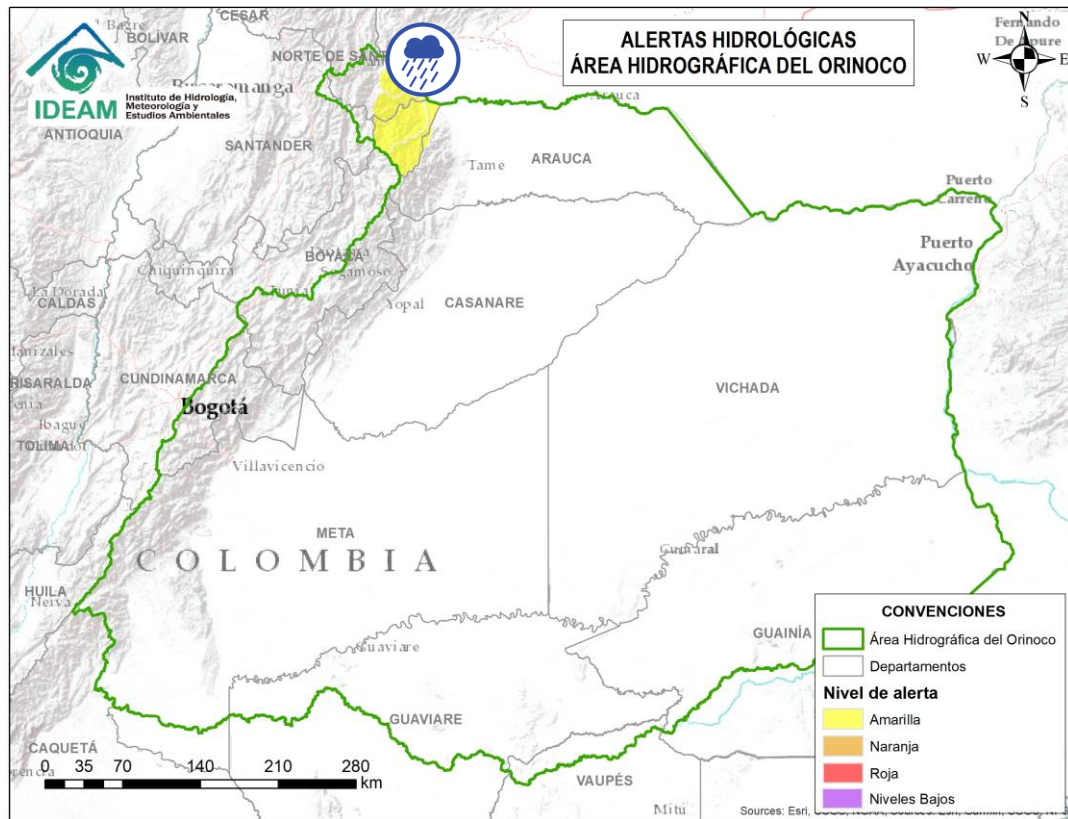 ALERTAS HIDROLÓGICAS
ÁREA HIDROGRÁFICA DEL ORINOCO
N
W E
S
IDEAM
Instituto de Hidrología,
Meteorología y
Estudios Ambientales
CESAR
BOLÍVAR
NORTE DE
ANTIOQUIA
SANTANDER
Fernando
De Apure
Arauca
ARAUCA
Tame
Puerto
Carreño
Puerto
Ayacucho
BOYACÁ
Sogamoso
Chiquinquira
Tunja
La Dorada
CALDAS
Yopal
CASANARE
VICHADA
RISARALDA
CUNDINAMARCA
Bogotá
Ibague
TOLIMA
Villavicencio
META
COLOMBIA
Cumaral
HUILA
Neiva
GUAINÍA
Guaviare
GUAVIARE
CAQUETÁ
VAUPÉS
Mitú
0 35 70 140 210 280
km
CONVENCIONES
Área Hidrográfica del Orinoco
Departamentos
Nivel de alerta
Amarilla
Naranja
Roja
Niveles Bajos
Sources: Esri,